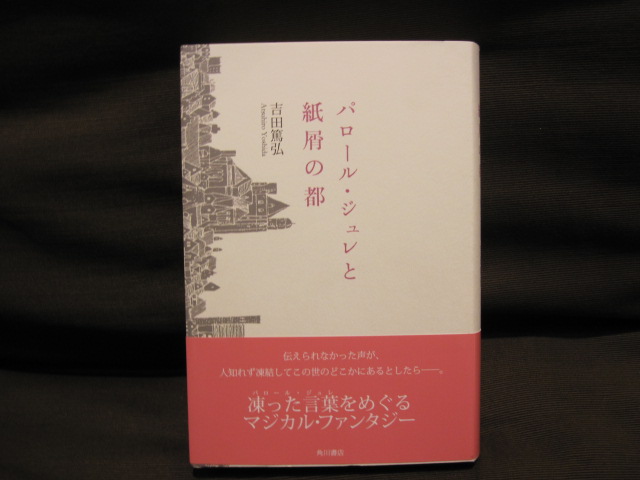 パロール・ジュレと
紙屑の都
吉田篤弘
Atsuhiro Yoshida
伝えられなかった声が、
人知れず凍結してこの世のどこかにあるとしたら——。
パロール・ジュレ
凍った言葉をめぐる
マジカル・ファンタジー
角川書店